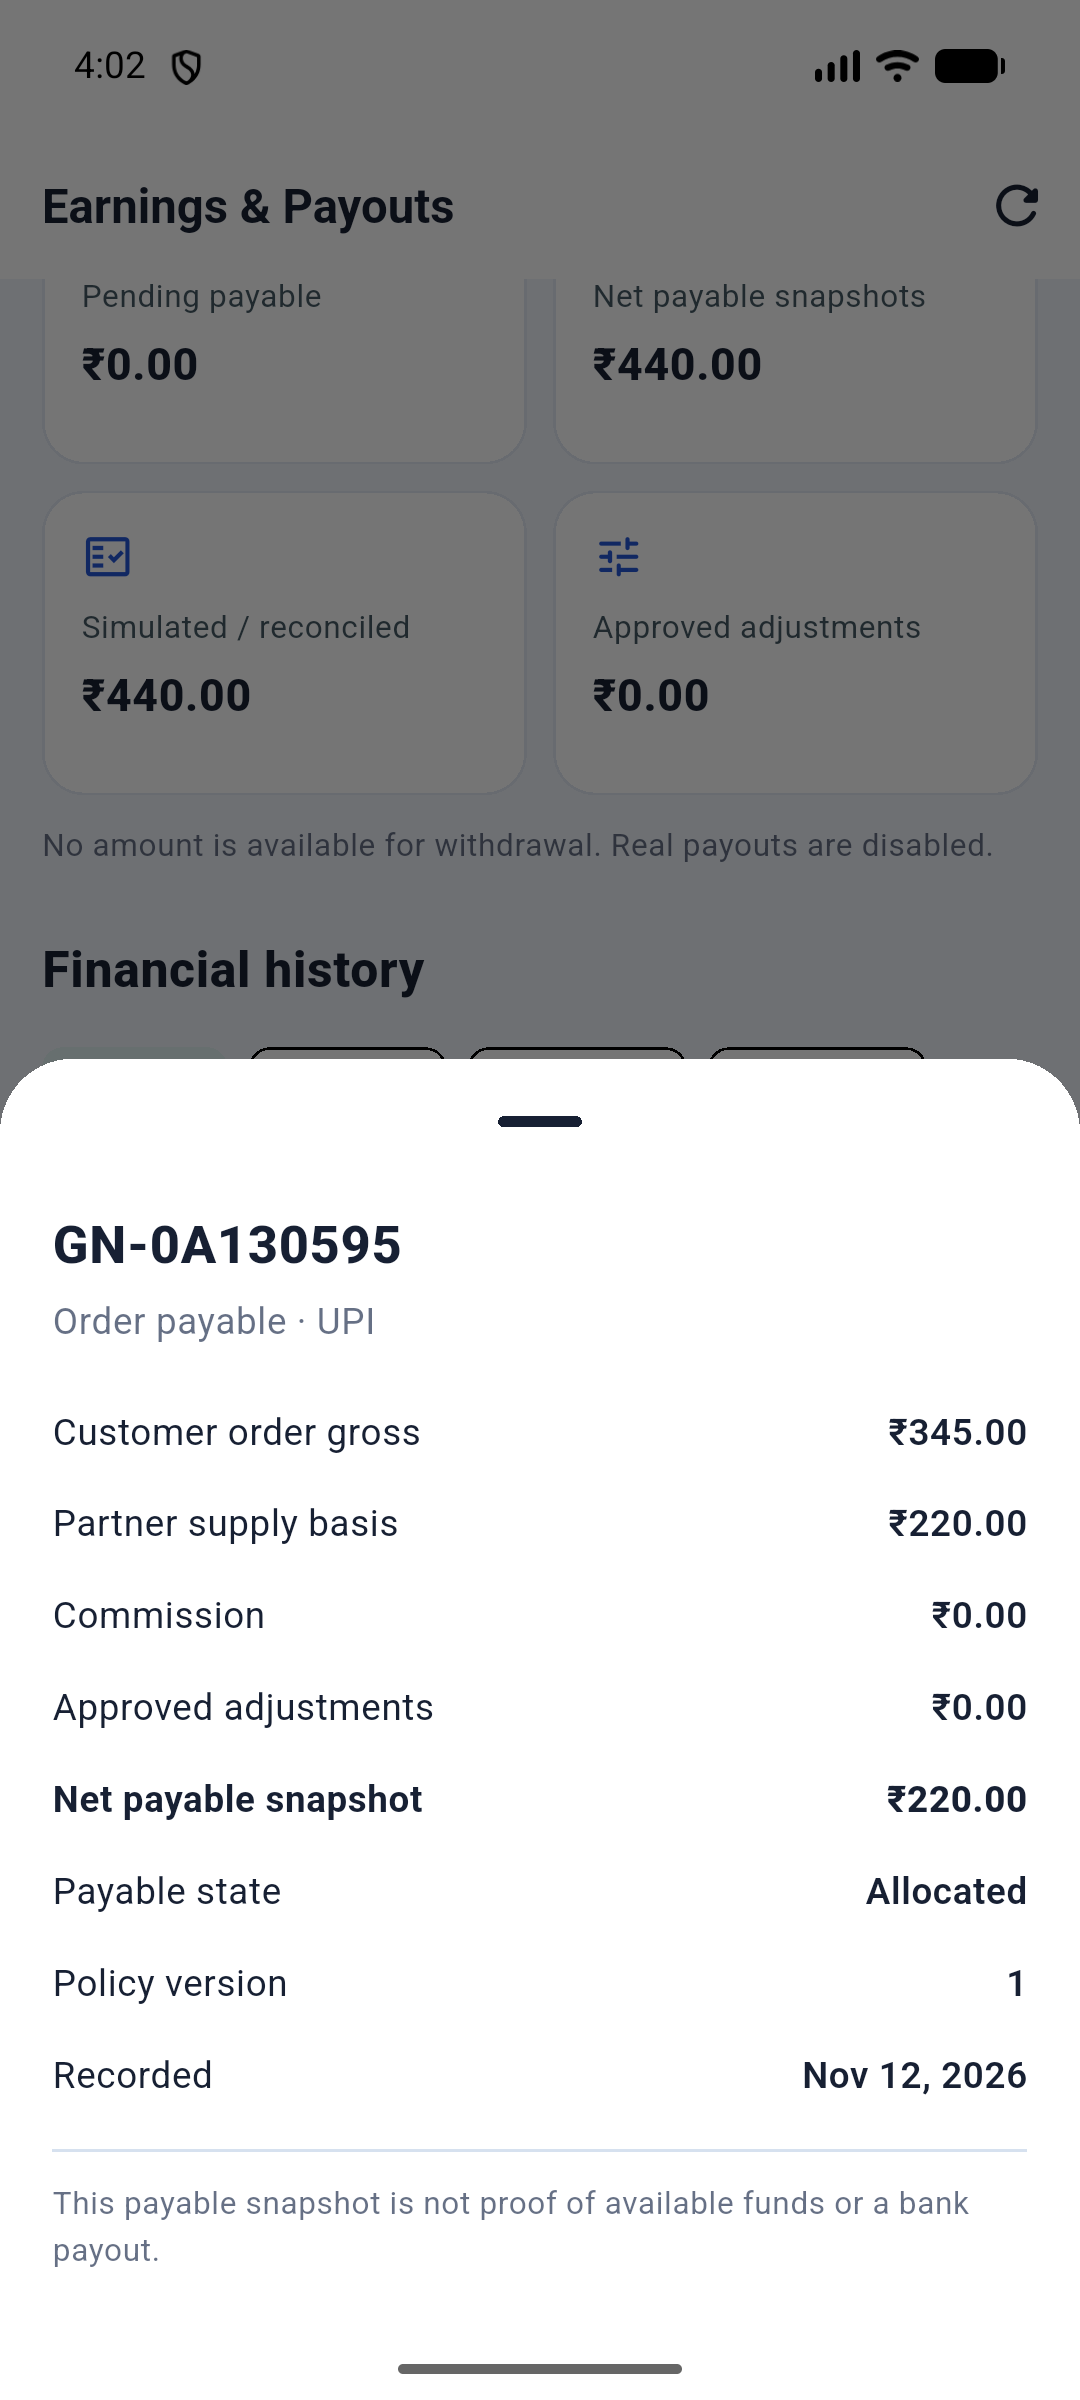 4:02
Earnings & Payouts
Pending payable
₹0.00
Net payable snapshots
₹440.00
Simulated / reconciled
₹440.00
Approved adjustments
₹0.00
No amount is available for withdrawal. Real payouts are disabled.
Financial history
GN-0A130595
Order payable · UPI
Customer order gross ₹345.00
Partner supply basis ₹220.00
Commission ₹0.00
Approved adjustments ₹0.00
Net payable snapshot ₹220.00
Payable state Allocated
Policy version 1
Recorded Nov 12, 2026
This payable snapshot is not proof of available funds or a bank
payout.